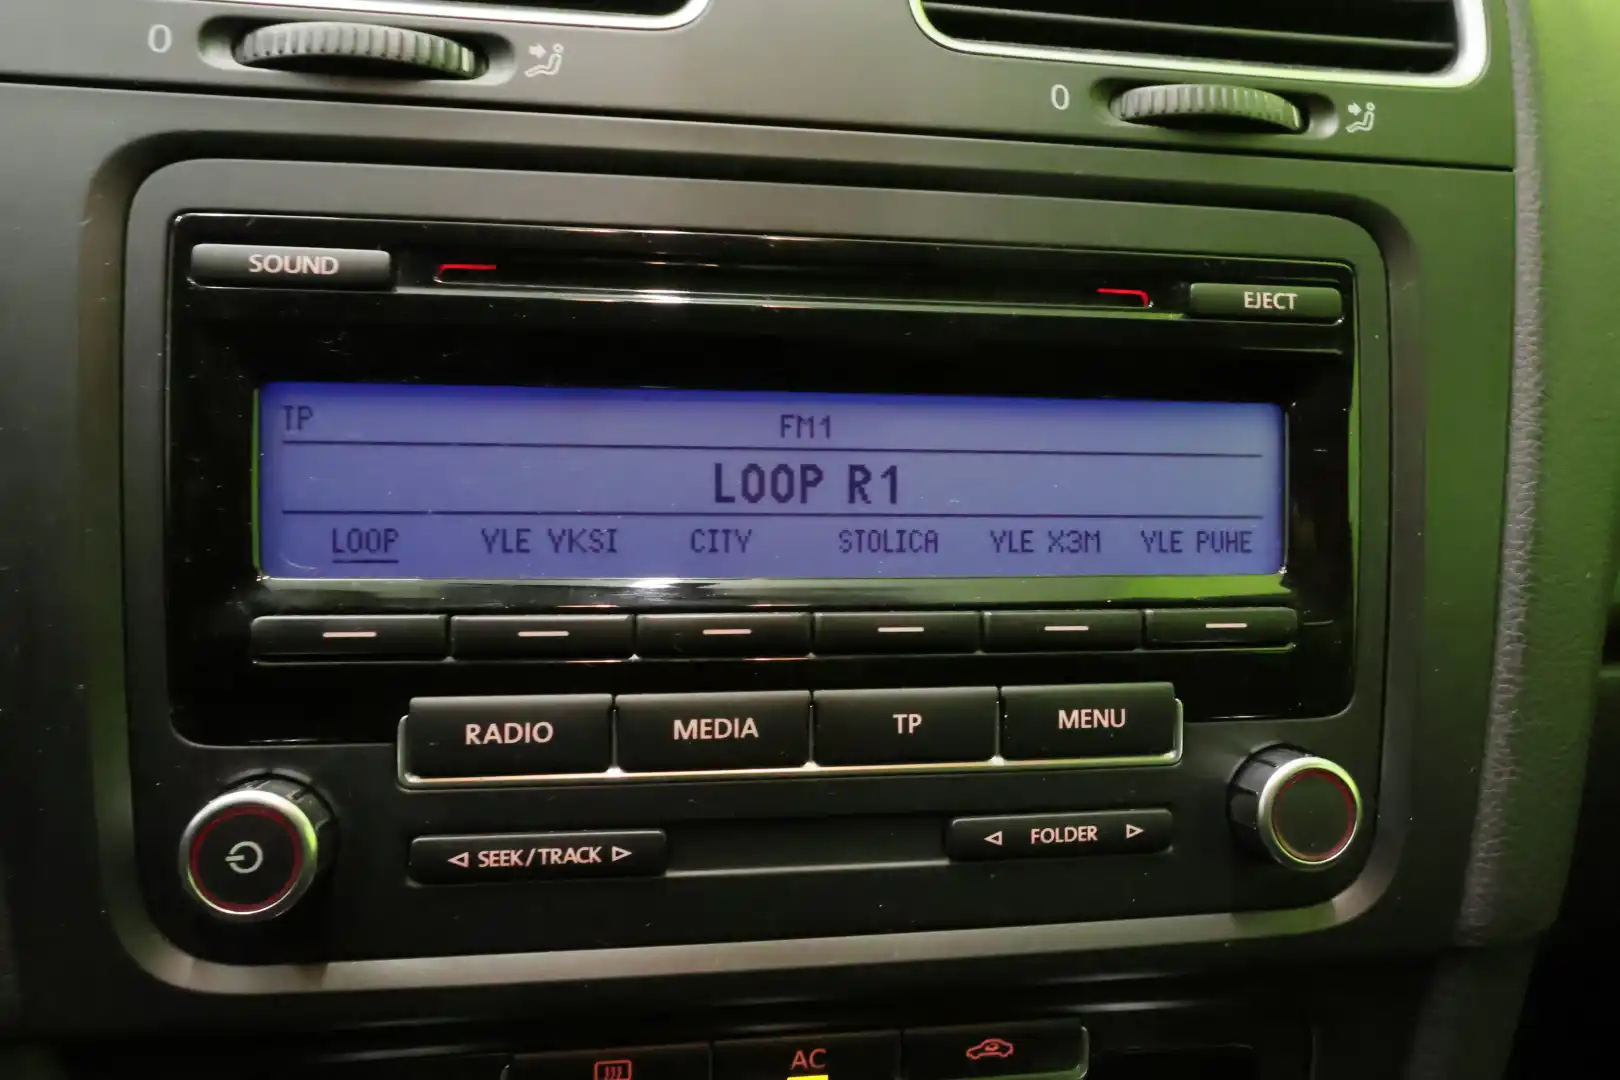 0
0
SOUND
EJECT
TP
FM1
LOOP R1
LOOP YLE YKSI CITY STOLICA YLE X3M YLE PUHE
RADIO MEDIA TP MENU
SEEK/TRACK
FOLDER
AC